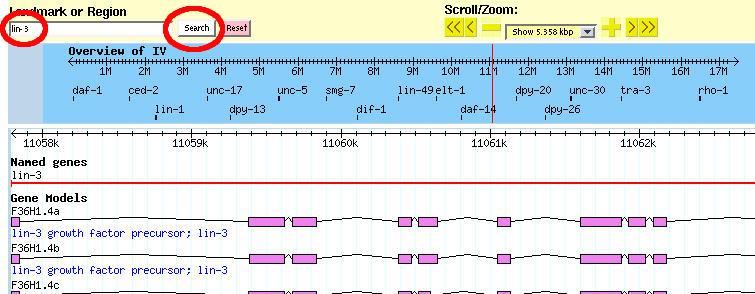 Landmark or Region
Scroll/Zoom:
lin-3 Search Reset Show 5.358 kbp
Overview of IV
1M 2M 3M 4M 5M 6M 7M 8M 9M 10M 11M 12M 13M 14M 15M 16M 17M
daf-1 ced-2 unc-17 unc-5 smg-7 lin-49 elt-1 dpy-20 unc-30 tra-3 rho-1
lin-1 dpy-13 dif-1 daf-14 dpy-26
11058k 11059k 11060k 11061k 11062k
Named genes
lin-3
Gene Models
F36H1.4a
lin-3 growth factor precursor; lin-3
F36H1.4b
lin-3 growth factor precursor; lin-3
F36H1.4c